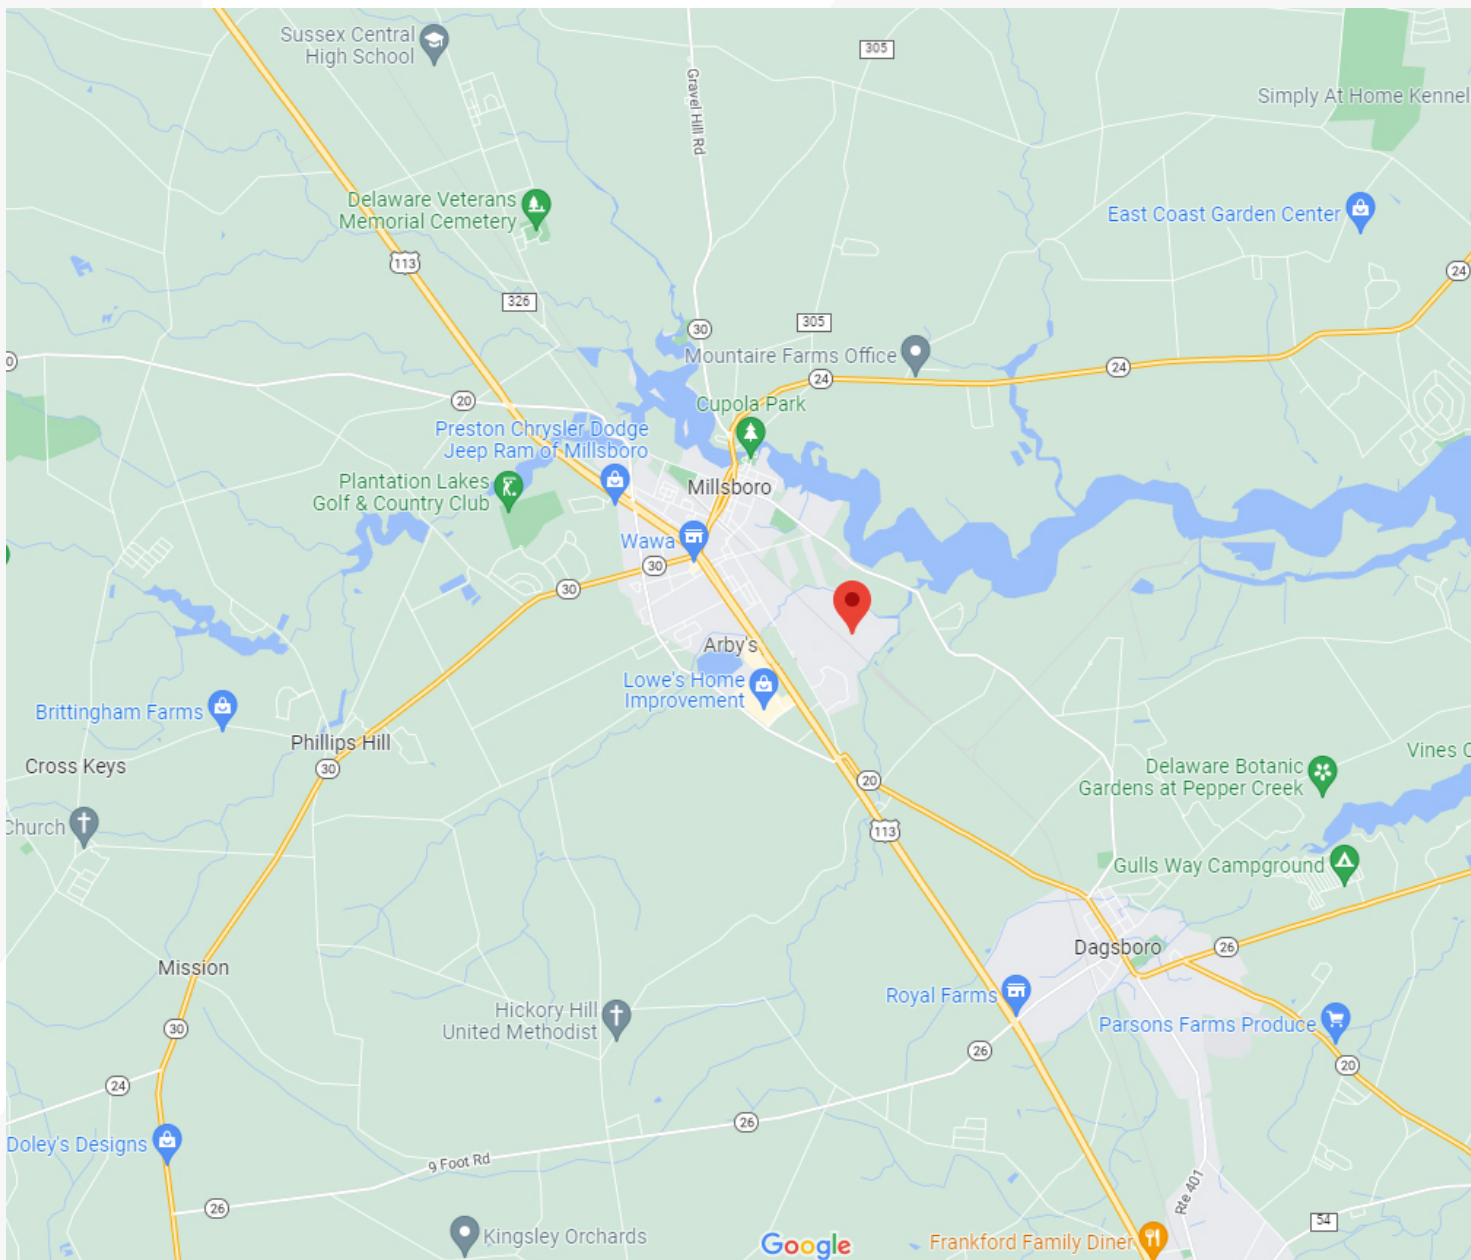 Sussex Central
High School
305
Gravel Hill Rd
Simply At Home Kennel
Delaware Veterans
Memorial Cemetery
East Coast Garden Center
113
24
326
30
305
Mountaire Farms Office
0
24
24
20
Cupola Park
Preston Chrysler Dodge
Jeep Ram of Millsboro
Plantation Lakes
Golf & Country Club
Millsboro
Wawa
30
30
Arby's
Lowe's Home
Improvement
Brittingham Farms
Phillips Hill
Cross Keys
30
20
Vines C
Delaware Botanic
Gardens at Pepper Creek
Church
113
Gulls Way Campground
Dagsboro
26
Mission
Royal Farms
Hickory Hill
United Methodist
30
Parsons Farms Produce
26
20
24
26
Doley's Designs
9 Foot Rd
Rte 401
26
54
Kingsley Orchards
Google
Frankford Family Diner